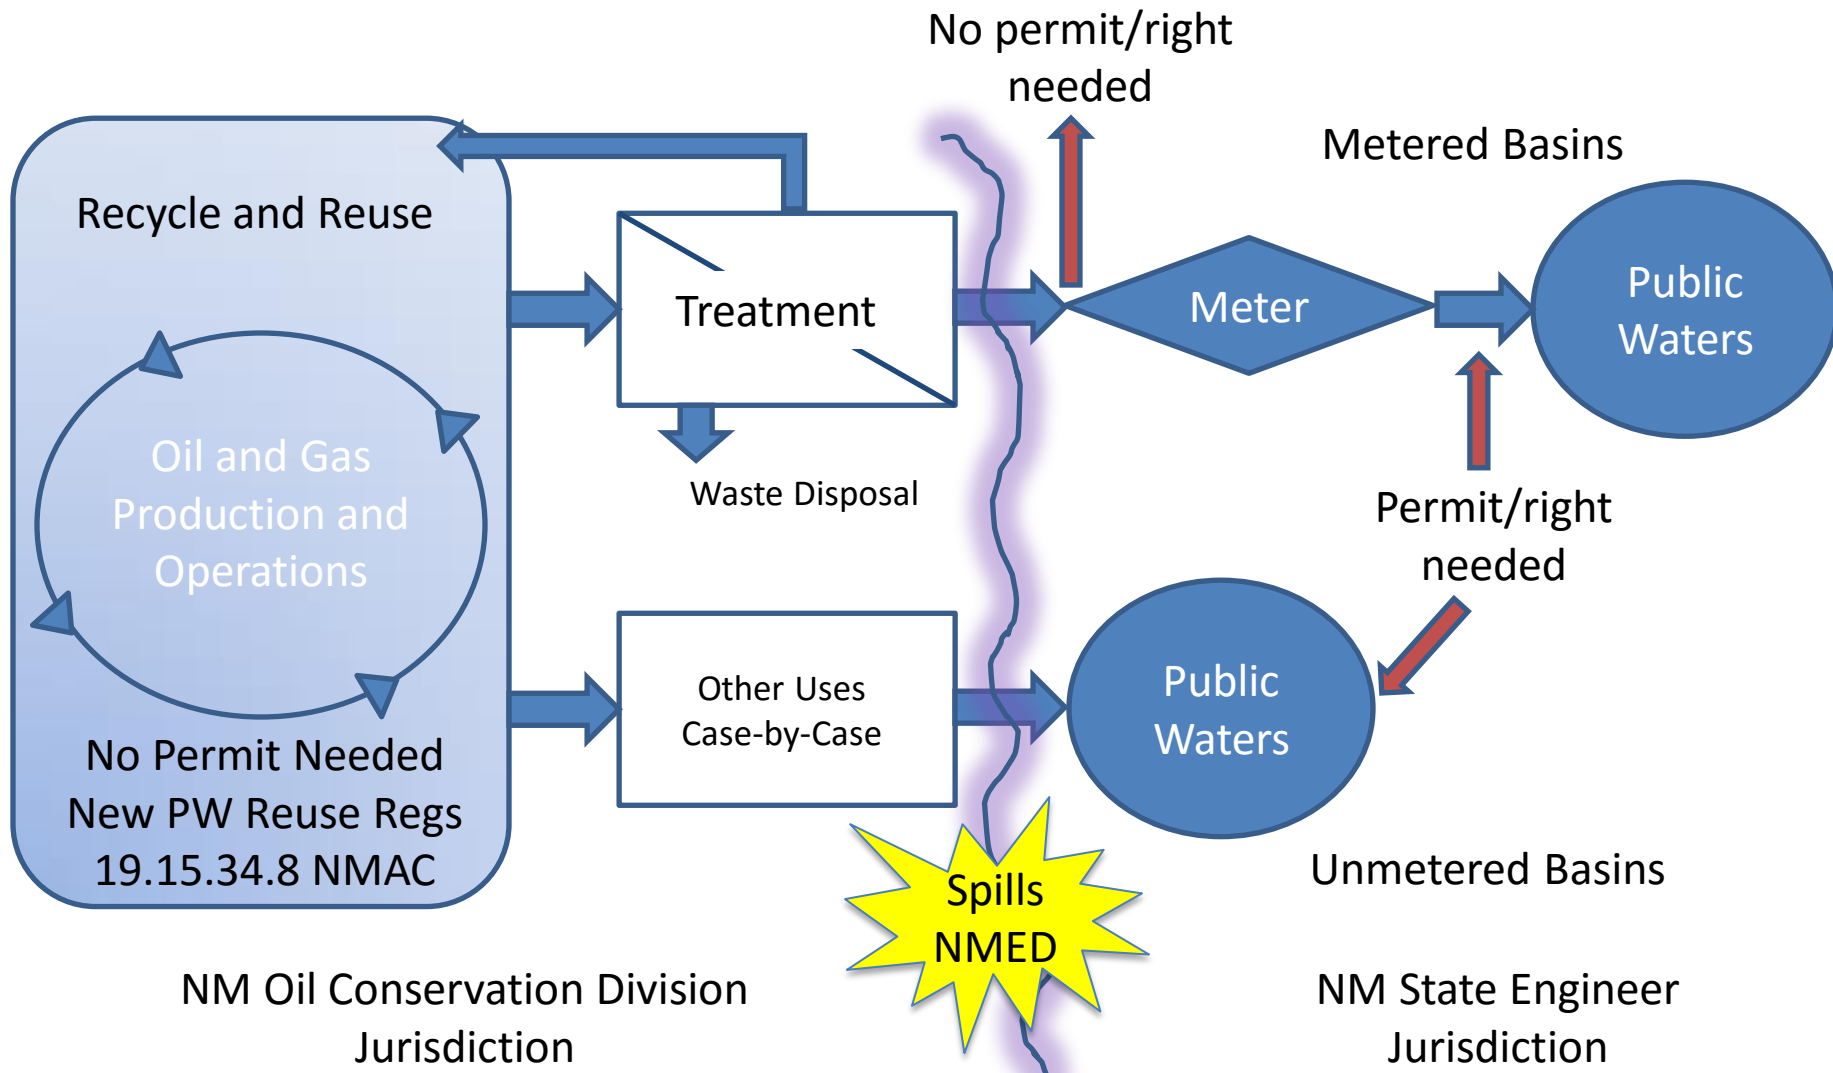 No permit/right
needed
Metered Basins
Recycle and Reuse
Treatment
Meter
Public
Waters
Oil and Gas
Production and
Operations
Waste Disposal
Permit/right
needed
Other Uses
Case-by-Case
Public
Waters
No Permit Needed
New PW Reuse Regs
19.15.34.8 NMAC
Spills
NMED
Unmetered Basins
NM Oil Conservation Division
Jurisdiction
NM State Engineer
Jurisdiction